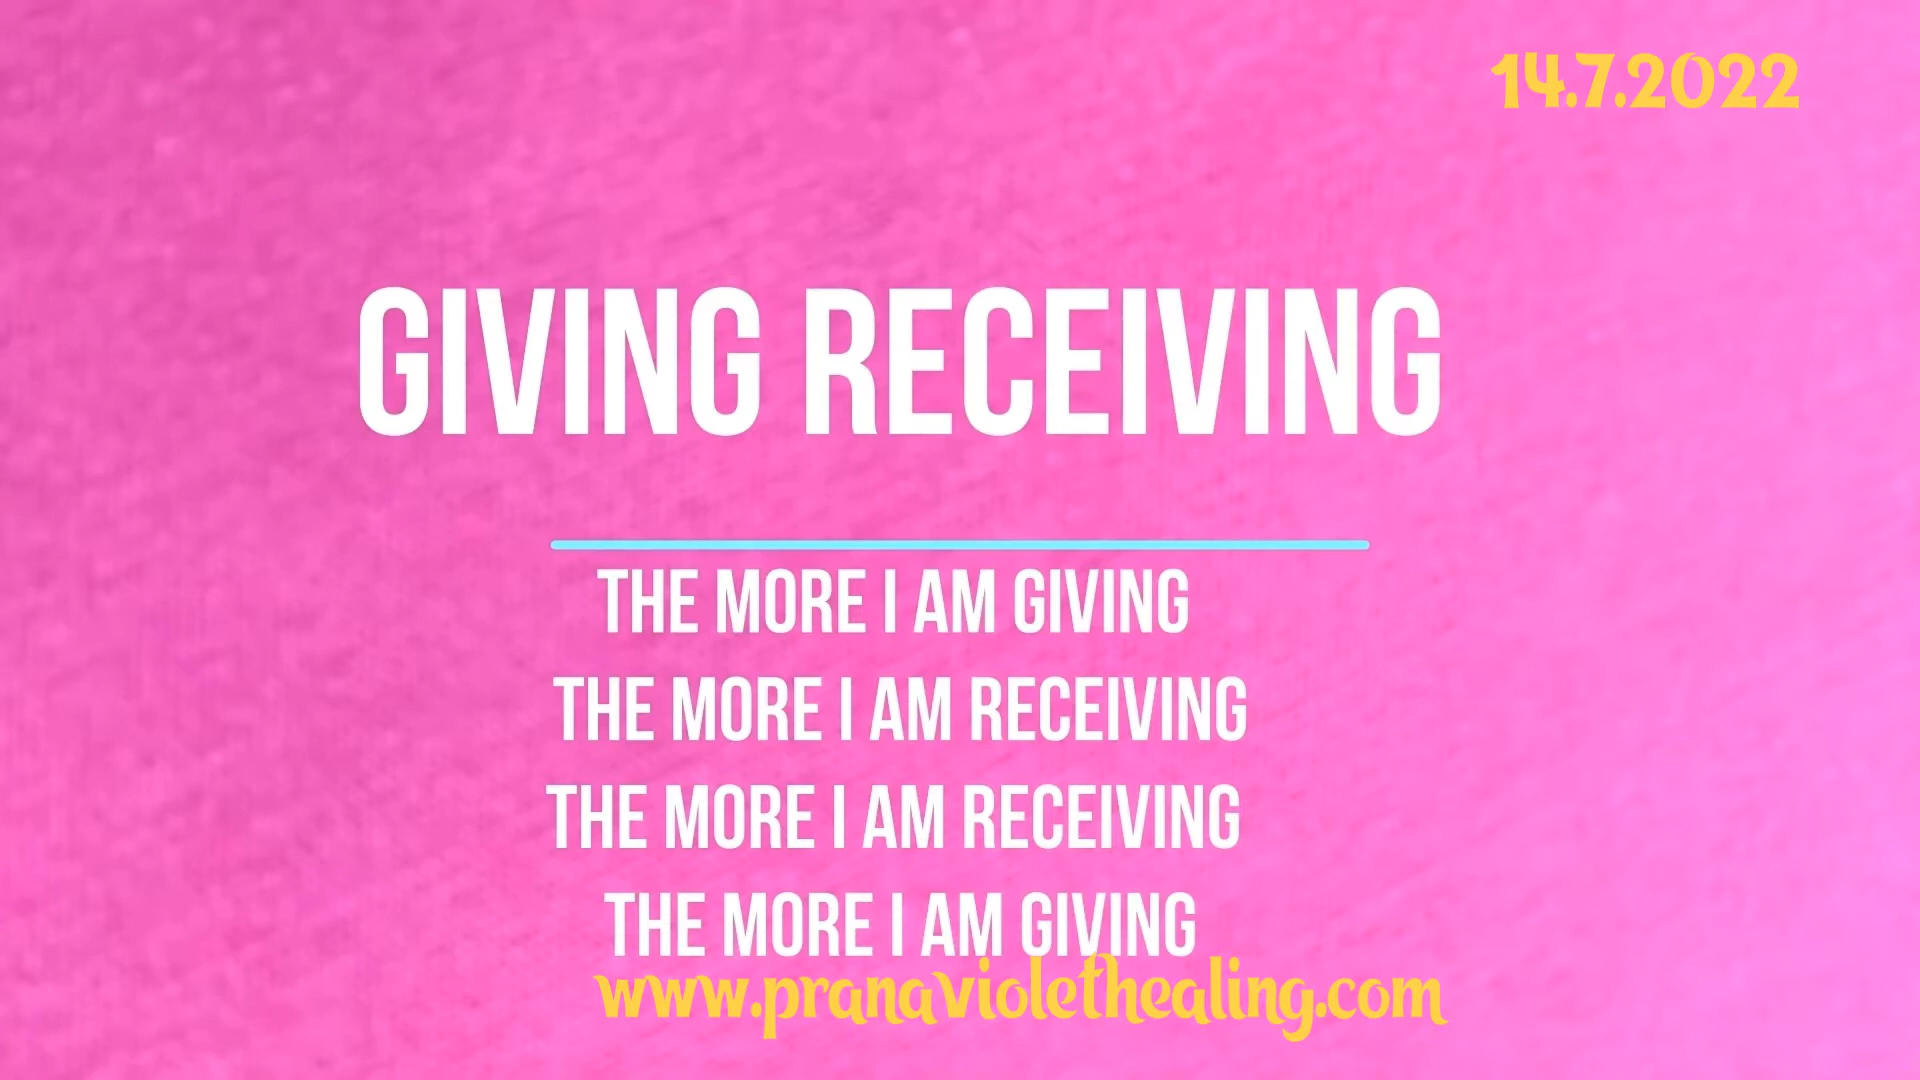 14.7.2022
GIVING RECEIVING
THE MORE I AM GIVING
THE MORE I AM RECEIVING
THE MORE I AM RECEIVING
THE MORE I AM GIVING
www.pranaviolethealing.com